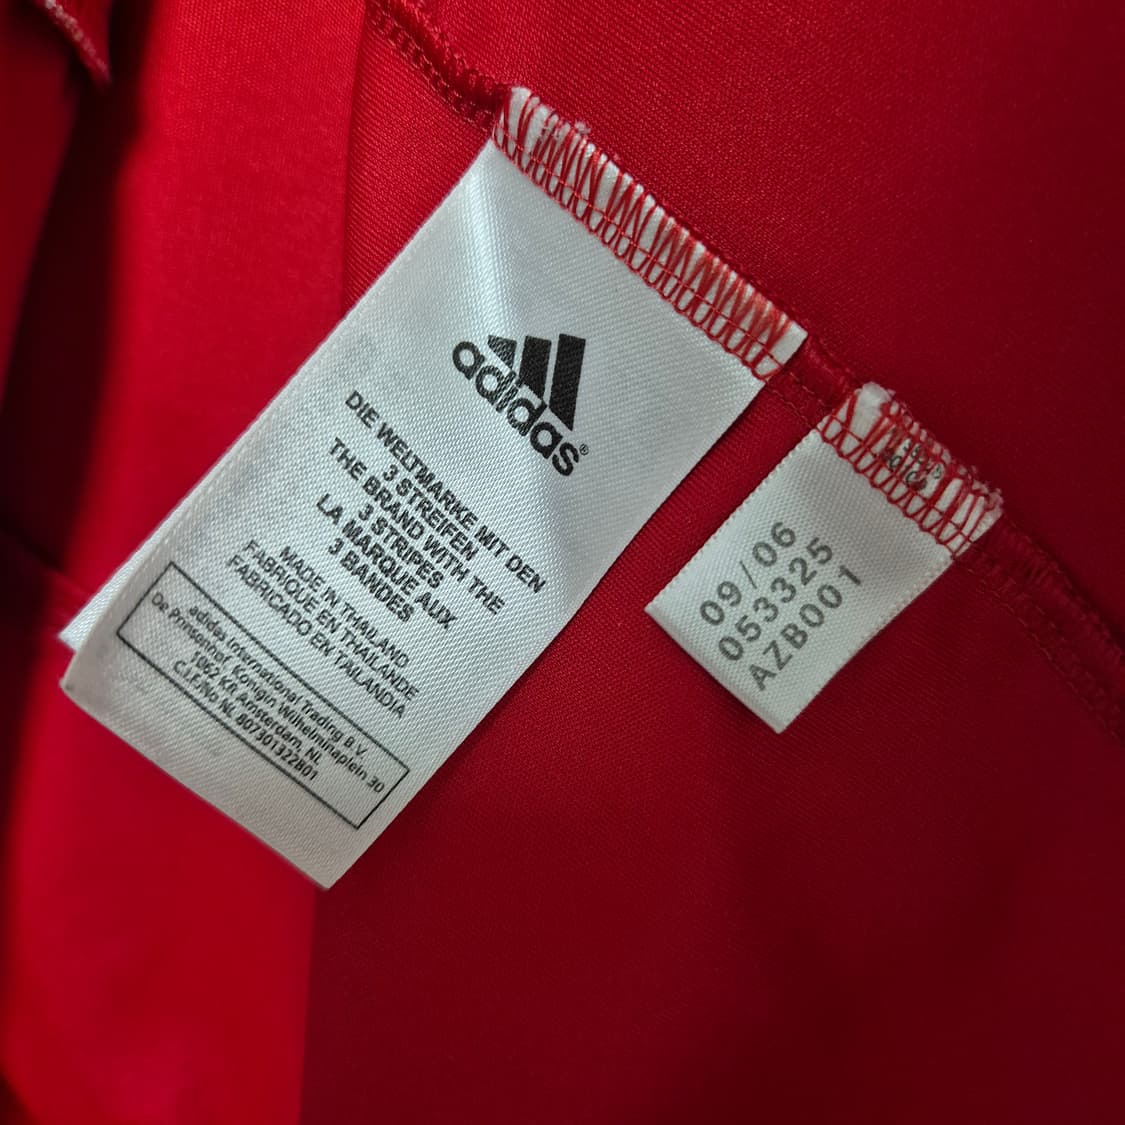 adidas®
DIE WELTMARKE MIT DEN
3 STREIFEN
THE BRAND WITH THE
3 STRIPES
LA MARQUE AUX
3 BANDES
MADE IN THAILAND
FABRIQUE EN THAILANDE
FABRICADO EN TAILANDIA
adidas International Trading B.V.
De Prinsenhof, Konigin Wilhelminaplein 30
1062 KR Amsterdam, NL
C.I.F.No NL 807301322B01
09/06
053325
AZB001